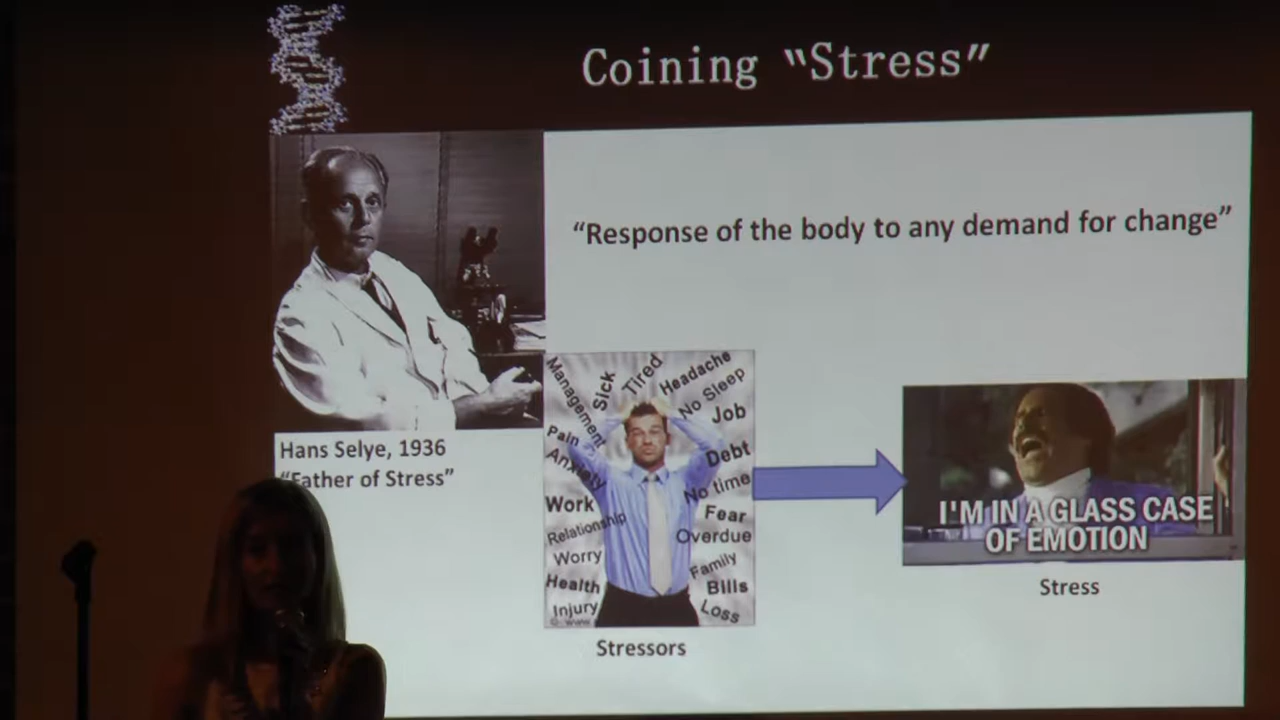 Coining “Stress”
“Response of the body to any demand for change”
Hans Selye, 1936
“Father of Stress”
Management
Sick
Tired
Headache
No Sleep
Job
Pain
Anxiety
Debt
No time
Work
Fear
Relationship
Overdue
Worry
Family
Health
Bills
Injury
Loss
© www.
Stressors
I'M IN A GLASS CASE
OF EMOTION
Stress